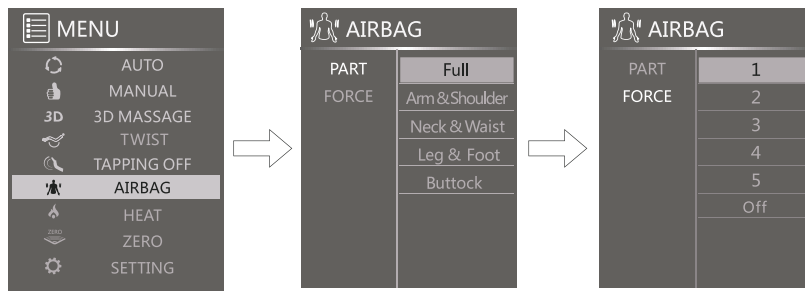 MENU
AUTO
MANUAL
3D 3D MASSAGE
TWIST
TAPPING OFF
AIRBAG
HEAT
ZERO ZERO
SETTING
AIRBAG
PART Full
FORCE Arm & Shoulder
Neck & Waist
Leg & Foot
Buttock
AIRBAG
PART 1
FORCE 2
3
4
5
Off